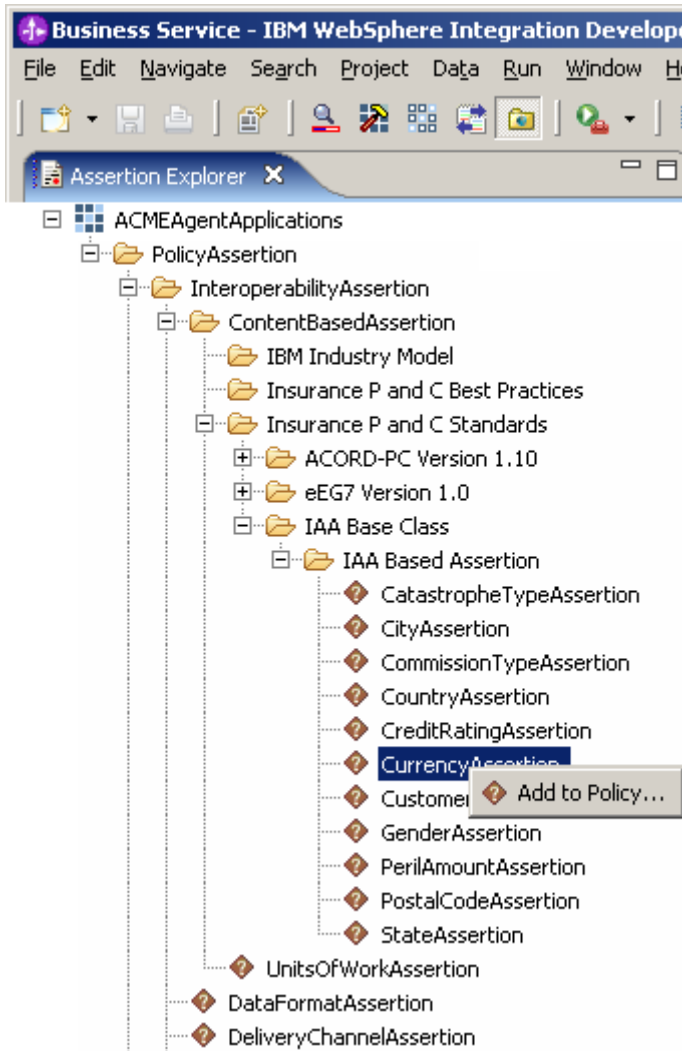 Business Service - IBM WebSphere Integration Develope
File Edit Navigate Search Project Data Run Window He
Assertion Explorer
ACMEAgentApplications
PolicyAssertion
InteroperabilityAssertion
ContentBasedAssertion
IBM Industry Model
Insurance P and C Best Practices
Insurance P and C Standards
ACORD-PC Version 1.10
eEG7 Version 1.0
IAA Base Class
IAA Based Assertion
CatastropheTypeAssertion
CityAssertion
CommissionTypeAssertion
CountryAssertion
CreditRatingAssertion
CurrencyAssertion
Customer
Add to Policy...
GenderAssertion
PerilAmountAssertion
PostalCodeAssertion
StateAssertion
UnitsOfWorkAssertion
DataFormatAssertion
DeliveryChannelAssertion